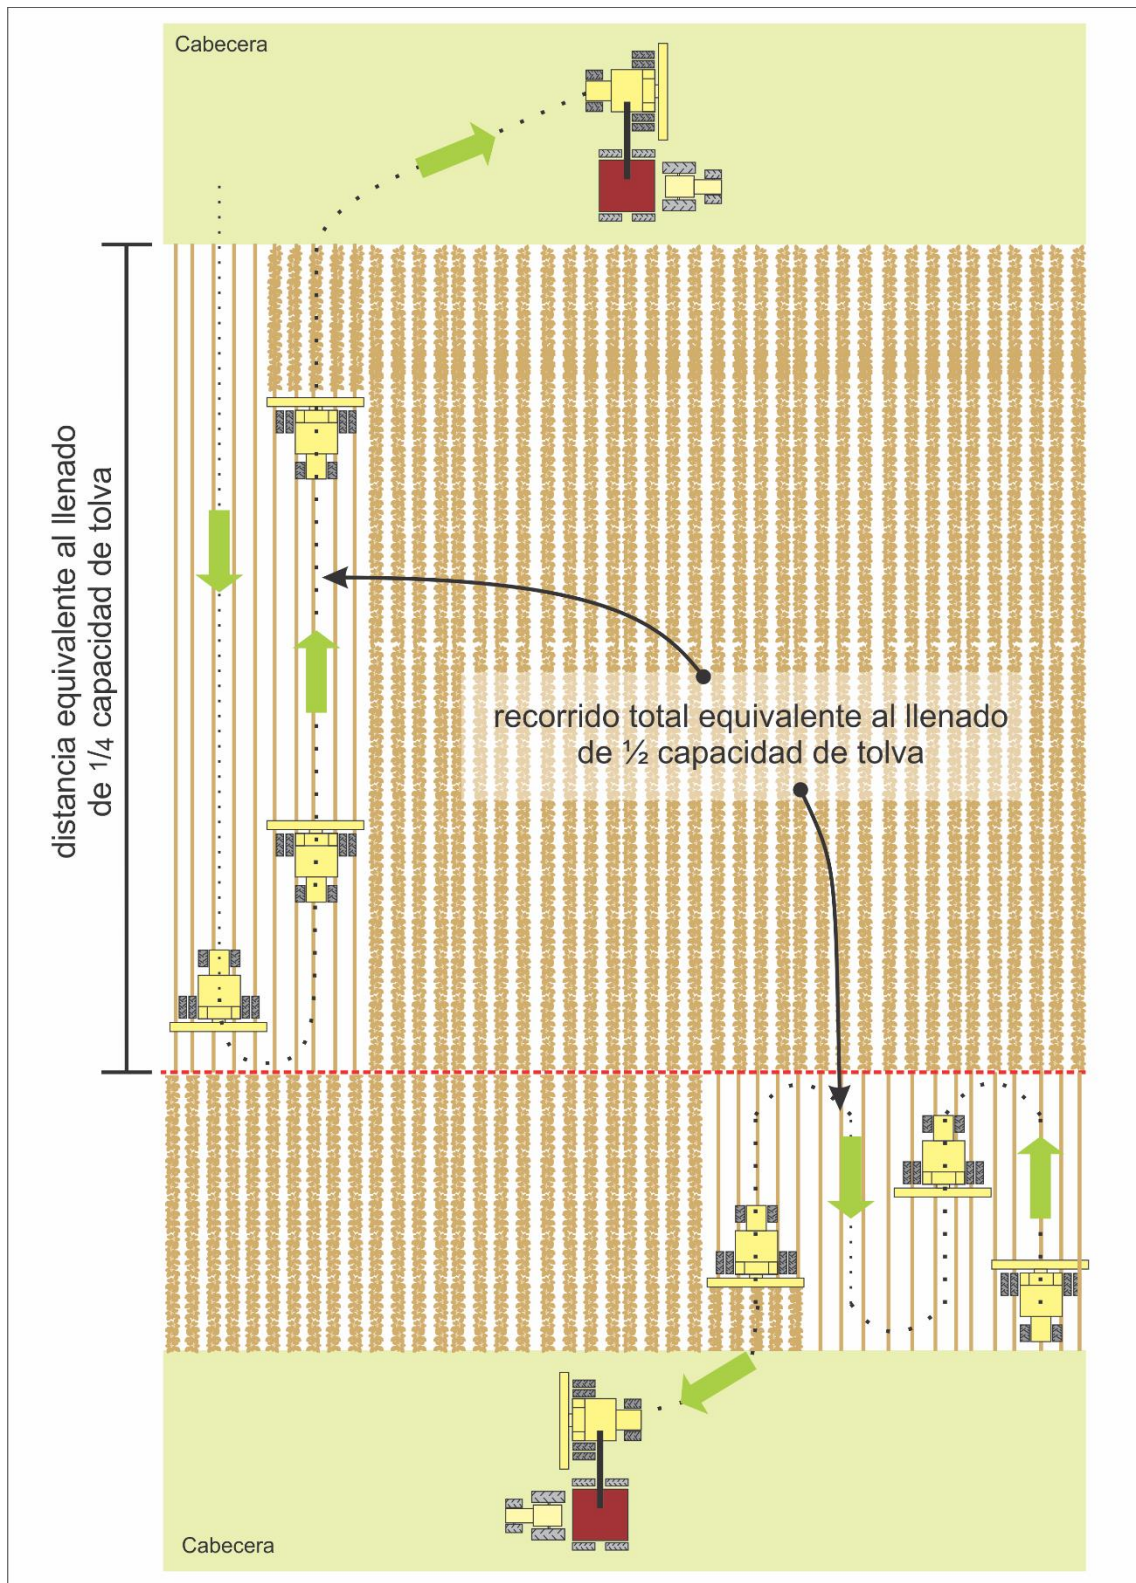 Cabecera
distancia equivalente al llenado
de 1/4 capacidad de tolva
recorrido total equivalente al llenado
de ½ capacidad de tolva
Cabecera